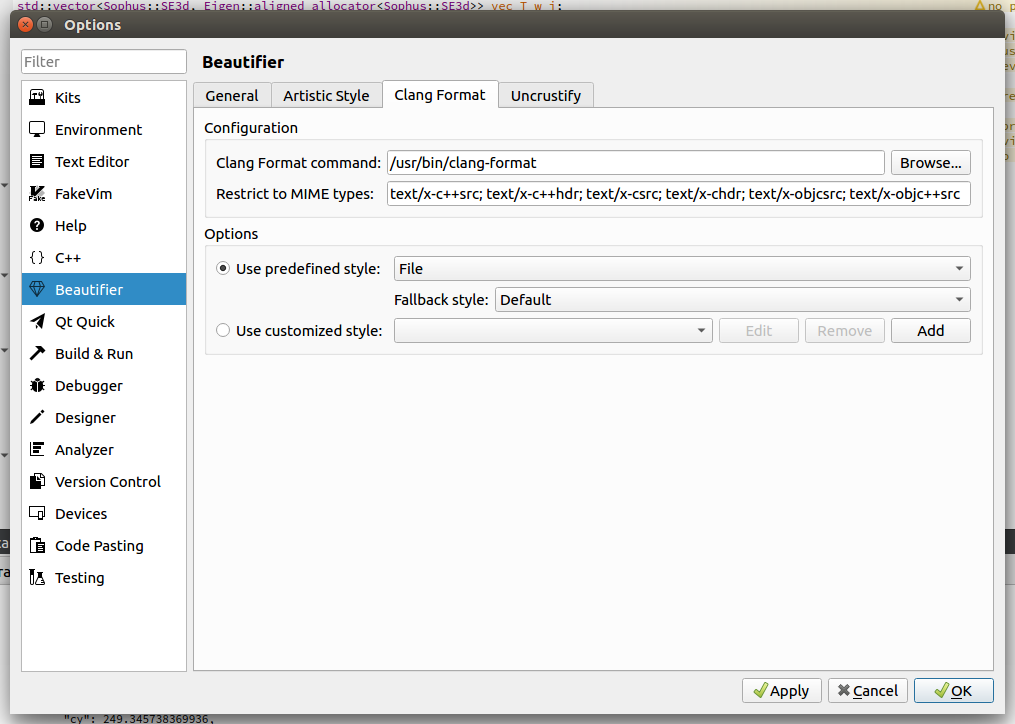 std::vector<Sophus::SE3d, Eigen::aligned_allocator<Sophus::SE3d>> vec_T_w_i;
no p
Options
Filter
Kits
Environment
Text Editor
FakeVim
Help
C++
Beautifier
Qt Quick
Build & Run
Debugger
Designer
Analyzer
Version Control
Devices
Code Pasting
Testing
Beautifier
General
Artistic Style
Clang Format
Uncrustify
Configuration
Clang Format command: /usr/bin/clang-format Browse...
Restrict to MIME types: text/x-c++src; text/x-c++hdr; text/x-csrc; text/x-chdr; text/x-objcsrc; text/x-objc++src
Options
Use predefined style: File
Fallback style: Default
Use customized style: Edit Remove Add
Apply Cancel OK
"cy": 249.345738369936,